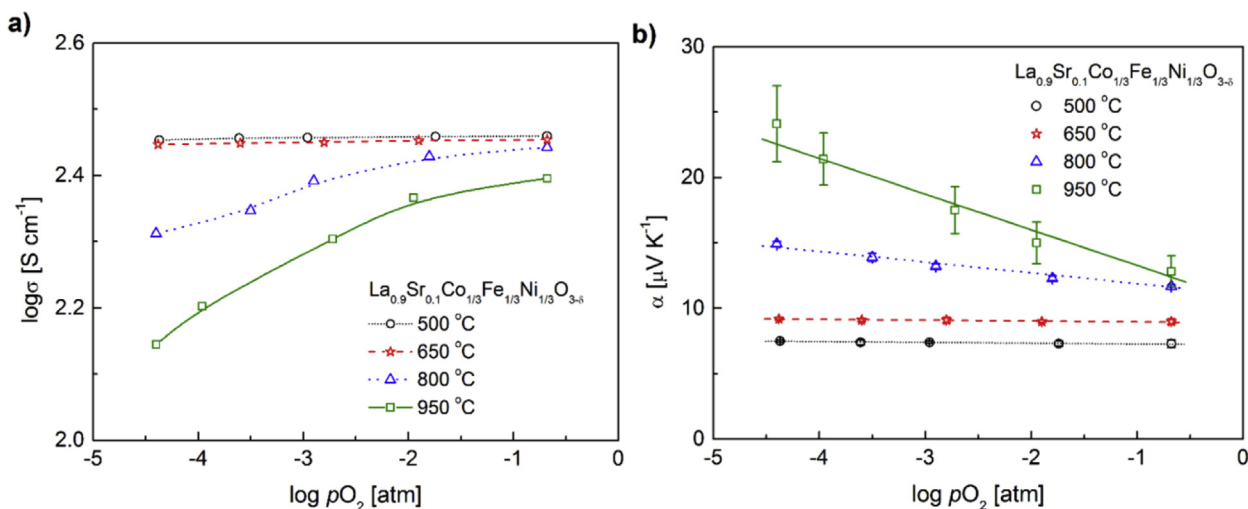 a)
2.6
2.4
2.2
2.0
logσ [S cm⁻¹]
La₀.₉Sr₀.₁Co₁/₃Fe₁/₃Ni₁/₃O₃₋δ
500 °C
650 °C
800 °C
950 °C
-5 -4 -3 -2 -1 0
log pO₂ [atm]
b)
30
20
10
0
α [μV K⁻¹]
La₀.₉Sr₀.₁Co₁/₃Fe₁/₃Ni₁/₃O₃₋δ
500 °C
650 °C
800 °C
950 °C
-5 -4 -3 -2 -1 0
log pO₂ [atm]